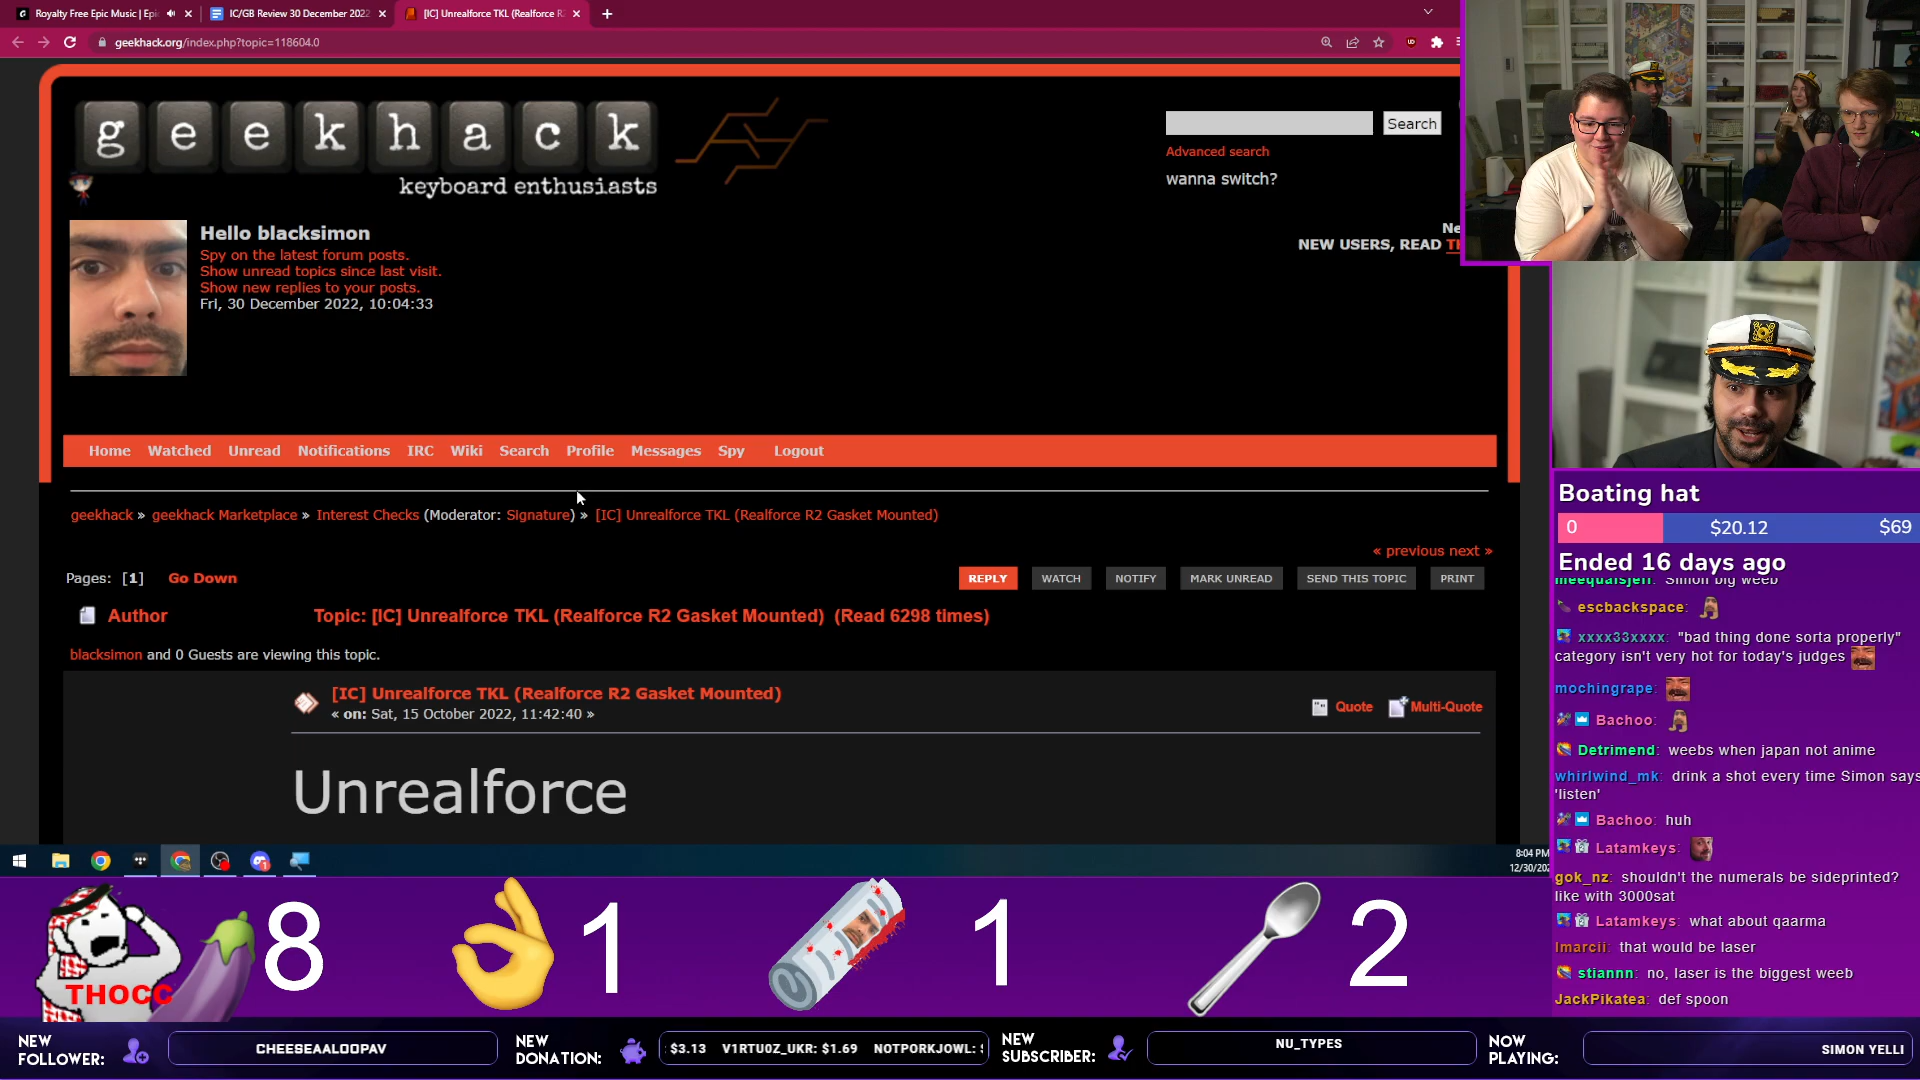 Royalty Free Epic Music | Epi
IC/GB Review 30 December 2022
[IC] Unrealforce TKL (Realforce R
geekhack.org/index.php?topic=118604.0
geekhack
keyboard enthusiasts
Search
Advanced search
wanna switch?
Hello blacksimon
Spy on the latest forum posts.
Show unread topics since last visit.
Show new replies to your posts.
Fri, 30 December 2022, 10:04:33
Ne
NEW USERS, READ
Home Watched Unread Notifications IRC Wiki Search Profile Messages Spy Logout
geekhack » geekhack Marketplace » Interest Checks (Moderator: Signature) » [IC] Unrealforce TKL (Realforce R2 Gasket Mounted)
« previous next »
Pages: [1] Go Down
REPLY WATCH NOTIFY MARK UNREAD SEND THIS TOPIC PRINT
Author Topic: [IC] Unrealforce TKL (Realforce R2 Gasket Mounted) (Read 6298 times)
blacksimon and 0 Guests are viewing this topic.
[IC] Unrealforce TKL (Realforce R2 Gasket Mounted)
« on: Sat, 15 October 2022, 11:42:40 »
Quote Multi-Quote
Unrealforce
8:04 PM
12/30/202
Boating hat
0 $20.12 $69
Ended 16 days ago
meequalsjeff: Simon big weeb
escbackspace:
xxxx33xxxx: "bad thing done sorta properly"
category isn't very hot for today's judges
mochingrape:
Bachoo:
Detrimend: weebs when japan not anime
whirlwind_mk: drink a shot every time Simon says
'listen'
Bachoo: huh
Latamkeys:
gok_nz: shouldn't the numerals be sideprinted?
like with 3000sat
Latamkeys: what about qaarma
lmarcii: that would be laser
stiannn: no, laser is the biggest weeb
JackPikatea: def spoon
THOCC
8
1
1
2
NEW
FOLLOWER:
CHEESEAALOOPAV
NEW
DONATION:
$3.13 V1RTU0Z_UKR: $1.69 NOTPORKJOWL:
NEW
SUBSCRIBER:
NU_TYPES
NOW
PLAYING:
SIMON YELLI